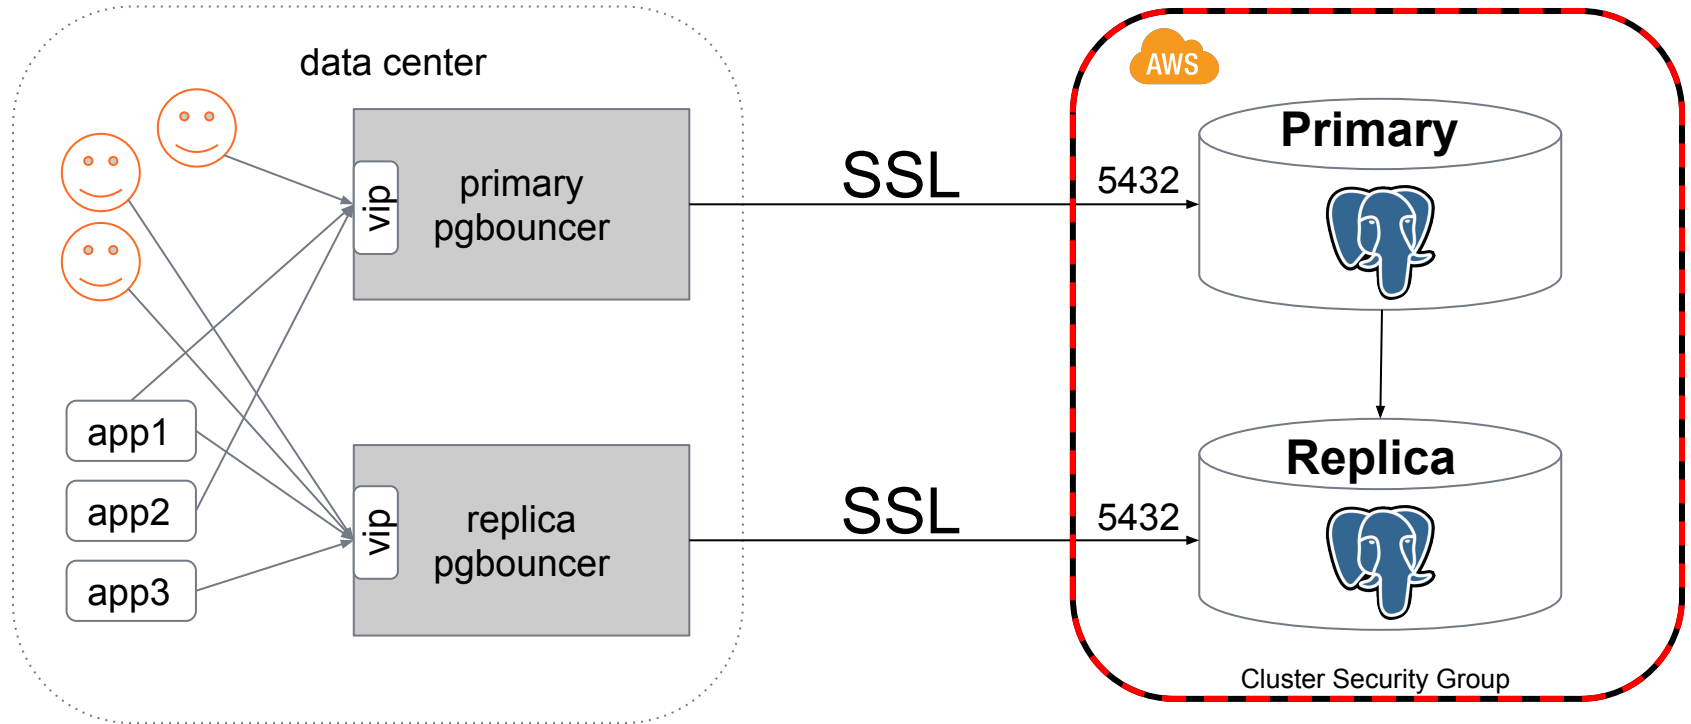 data center
AWS
vip
primary
pgbouncer
SSL
5432
Primary
app1
app2
app3
vip
replica
pgbouncer
SSL
5432
Replica
Cluster Security Group